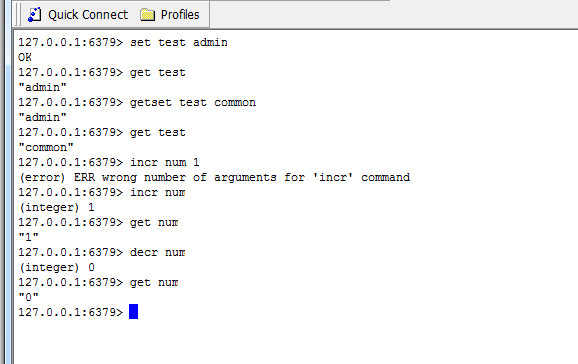 Quick Connect Profiles
127.0.0.1:6379> set test admin
OK
127.0.0.1:6379> get test
"admin"
127.0.0.1:6379> getset test common
"admin"
127.0.0.1:6379> get test
"common"
127.0.0.1:6379> incr num 1
(error) ERR wrong number of arguments for 'incr' command
127.0.0.1:6379> incr num
(integer) 1
127.0.0.1:6379> get num
"1"
127.0.0.1:6379> decr num
(integer) 0
127.0.0.1:6379> get num
"0"
127.0.0.1:6379>